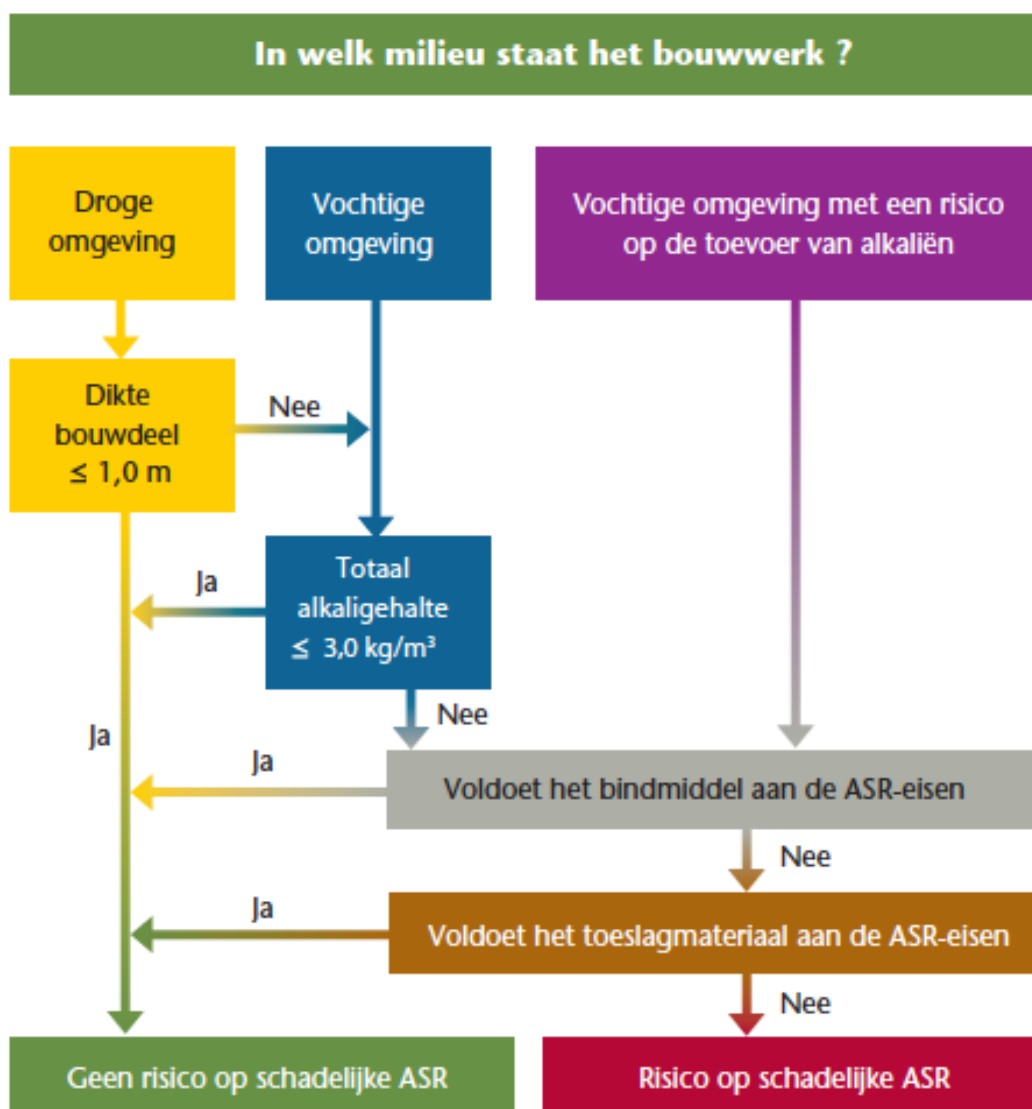 In welk milieu staat het bouwwerk ?
Droge
omgeving
Vochtige
omgeving
Vochtige omgeving met een risico
op de toevoer van alkaliën
Dikte
bouwdeel
≤ 1,0 m
Nee
Totaal
alkaligehalte
≤ 3,0 kg/m³
Ja
Nee
Ja
Ja
Voldoet het bindmiddel aan de ASR-eisen
Nee
Ja
Voldoet het toeslagmateriaal aan de ASR-eisen
Nee
Geen risico op schadelijke ASR
Risico op schadelijke ASR